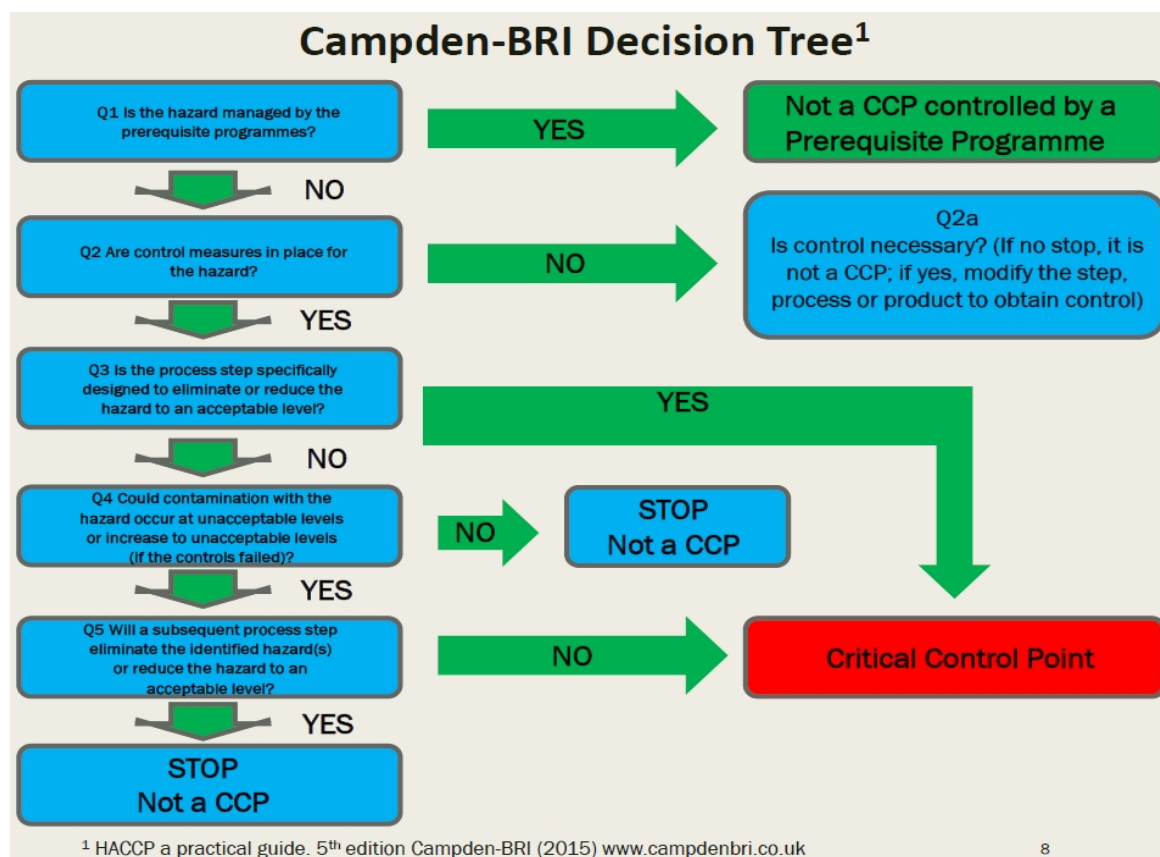 Campden-BRI Decision Tree¹
Q1 Is the hazard managed by the
prerequisite programmes?
YES
Not a CCP controlled by a
Prerequisite Programme
NO
Q2 Are control measures in place for
the hazard?
NO
Q2a
Is control necessary? (If no stop, it is
not a CCP; if yes, modify the step,
process or product to obtain control)
YES
Q3 Is the process step specifically
designed to eliminate or reduce the
hazard to an acceptable level?
YES
NO
Q4 Could contamination with the
hazard occur at unacceptable levels
or increase to unacceptable levels
(if the controls failed)?
NO
STOP
Not a CCP
YES
Q5 Will a subsequent process step
eliminate the identified hazard(s)
or reduce the hazard to an
acceptable level?
NO
Critical Control Point
YES
STOP
Not a CCP
¹ HACCP a practical guide. 5th edition Campden-BRI (2015) www.campdenbri.co.uk
8